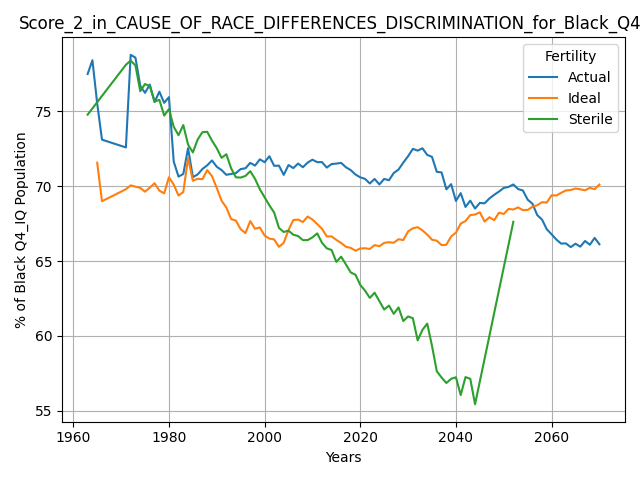 Score_2_in_CAUSE_OF_RACE_DIFFERENCES_DISCRIMINATION_for_Black_Q4
Fertility
Actual
Ideal
Sterile
% of Black Q4_IQ Population
75
70
65
60
55
1960
1980
2000
2020
2040
2060
Years